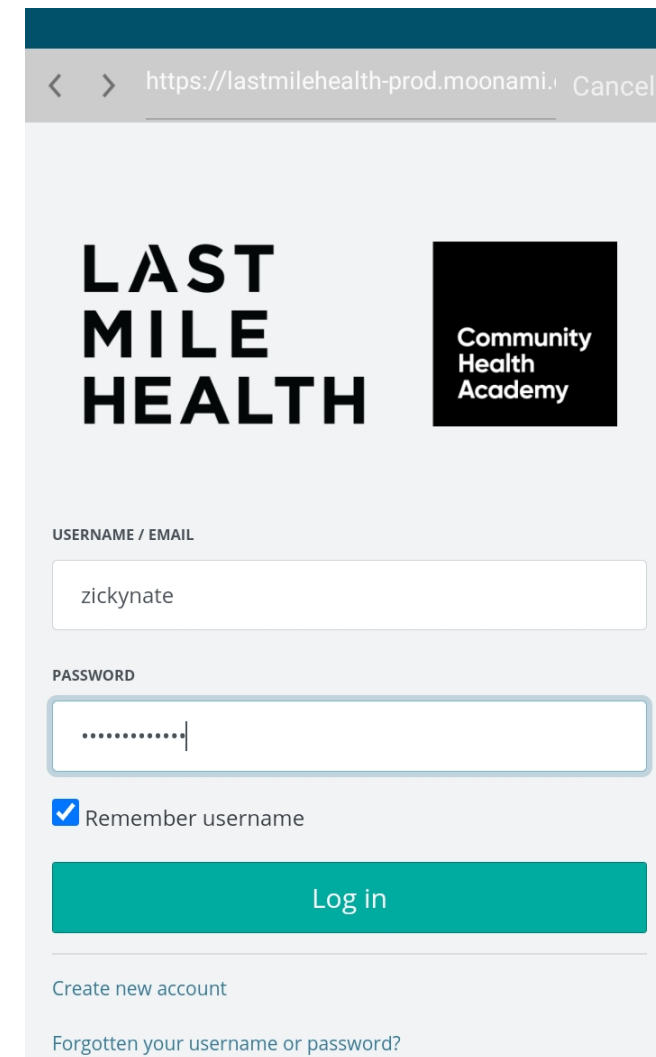 https://lastmilehealth-prod.moonami. Cancel
LAST
MILE
HEALTH
Community
Health
Academy
USERNAME / EMAIL
zickynate
PASSWORD
•••••••••••••
Remember username
Log in
Create new account
Forgotten your username or password?